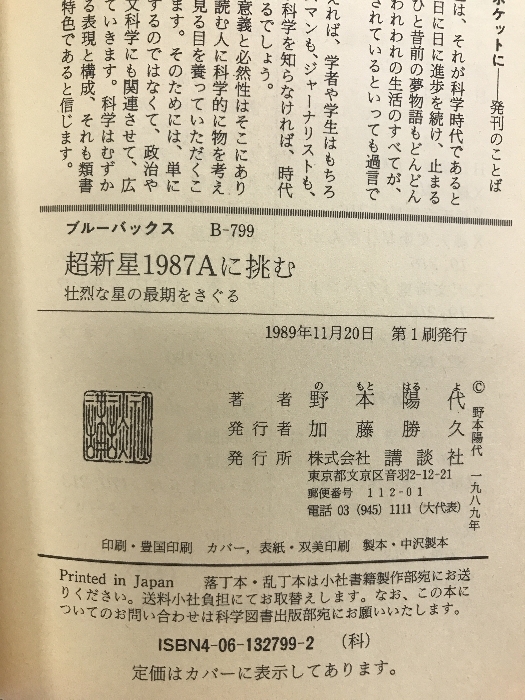 ポケットに――発刊のことば
は、それが科学時代であると
日に日に進歩を続け、止まる
ひと昔前の夢物語もどんどん
われわれの生活のすべてが、
されているといっても過言で
えれば、学者や学生はもちろ
マンも、ジャーナリストも、
科学を知らなければ、時代
るでしょう。
意義と必然性はそこにあり
読む人に科学的に物を考え
見る目を養っていただくこ
ます。そのためには、単に
するのではなくて、政治や
文科学にも関連させて、広
ていきます。科学はむずか
る表現と構成、それも類書
特色であると信じます。
ブルーバックス B-799
超新星1987Aに挑む
壮烈な星の最期をさぐる
1989年11月20日 第1刷発行
著者 野本陽代
の もと はる よ
発行者 加藤勝久
発行所 株式会社 講談社
東京都文京区音羽2-12-21
郵便番号 112-01
電話 03 (945) 1111 (大代表)
© 野本陽代 一九八九年
印刷・豊国印刷 カバー，表紙・双美印刷 製本・中沢製本
Printed in Japan 落丁本・乱丁本は小社書籍製作部宛にお送
りください。送料小社負担にてお取替えします。なお、この本に
ついてのお問い合わせは科学図書出版部宛にお願いいたします。
ISBN4-06-132799-2 (科)
定価はカバーに表示してあります。